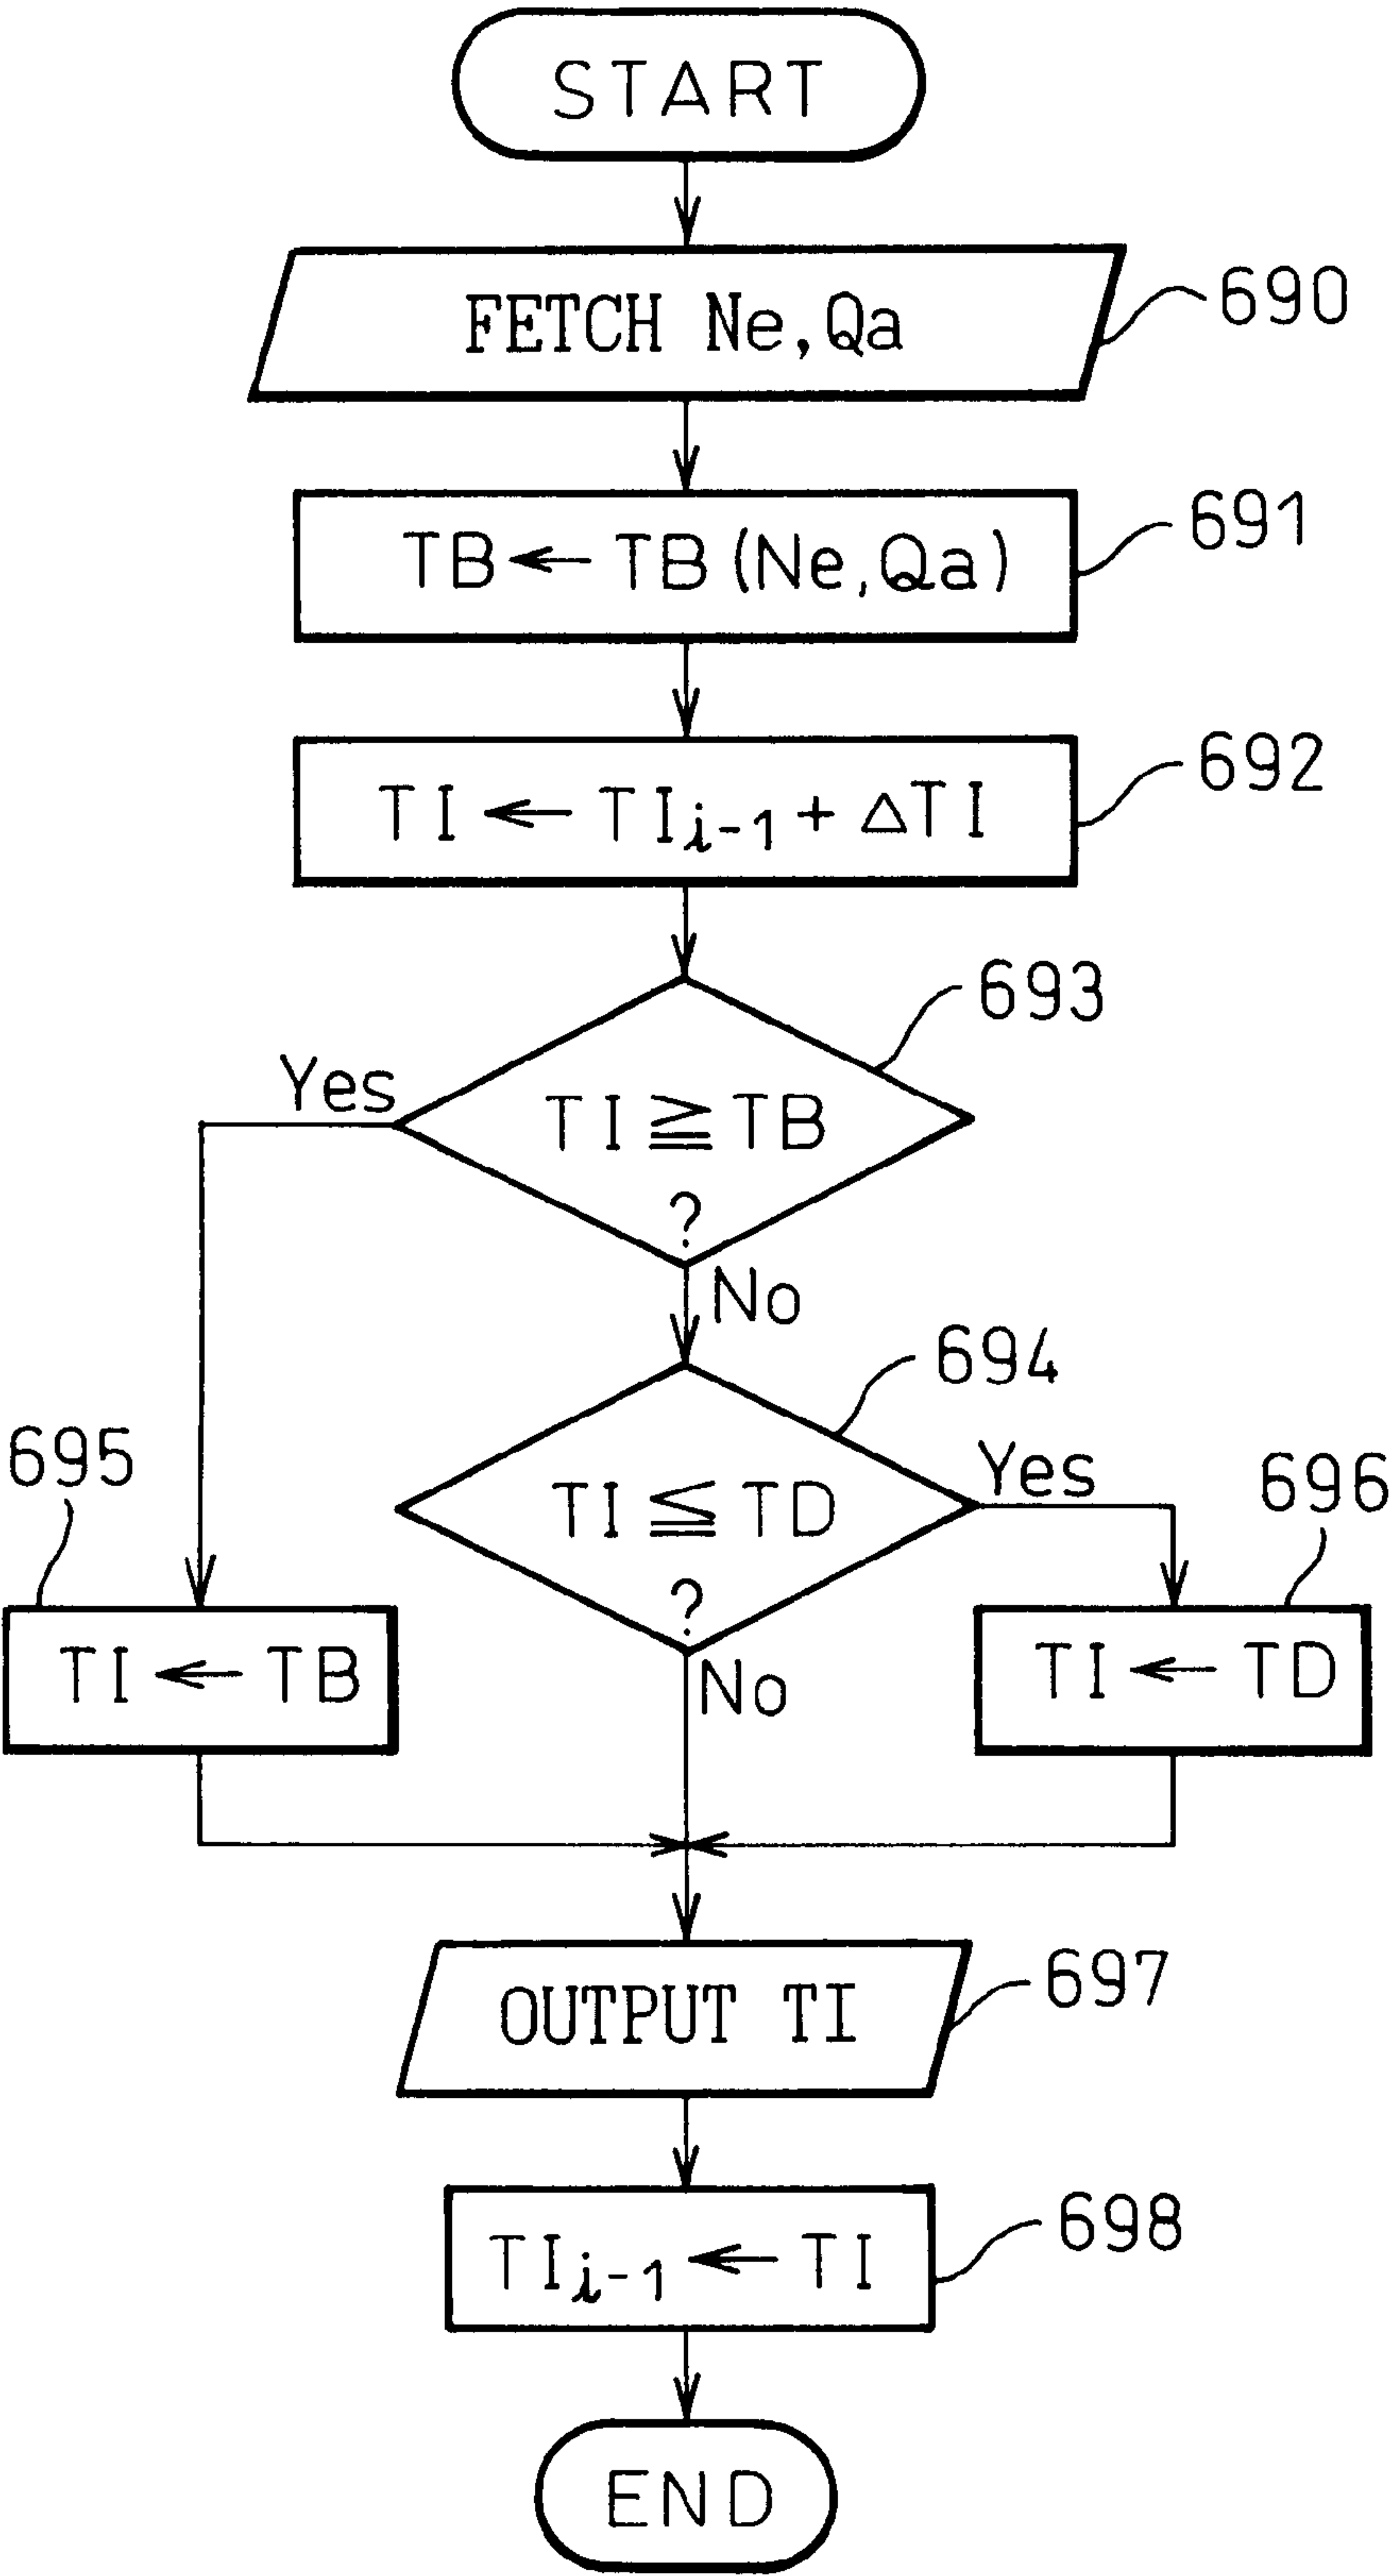 START
FETCH Ne,Qa
690
TB ← TB (Ne,Qa)
691
TI ← TIi-1 + △TI
692
693
Yes
TI ≧ TB
?
No
694
695
TI ≦ TD
Yes
696
?
TI ← TB
No
TI ← TD
OUTPUT TI
697
TIi-1 ← TI
698
END